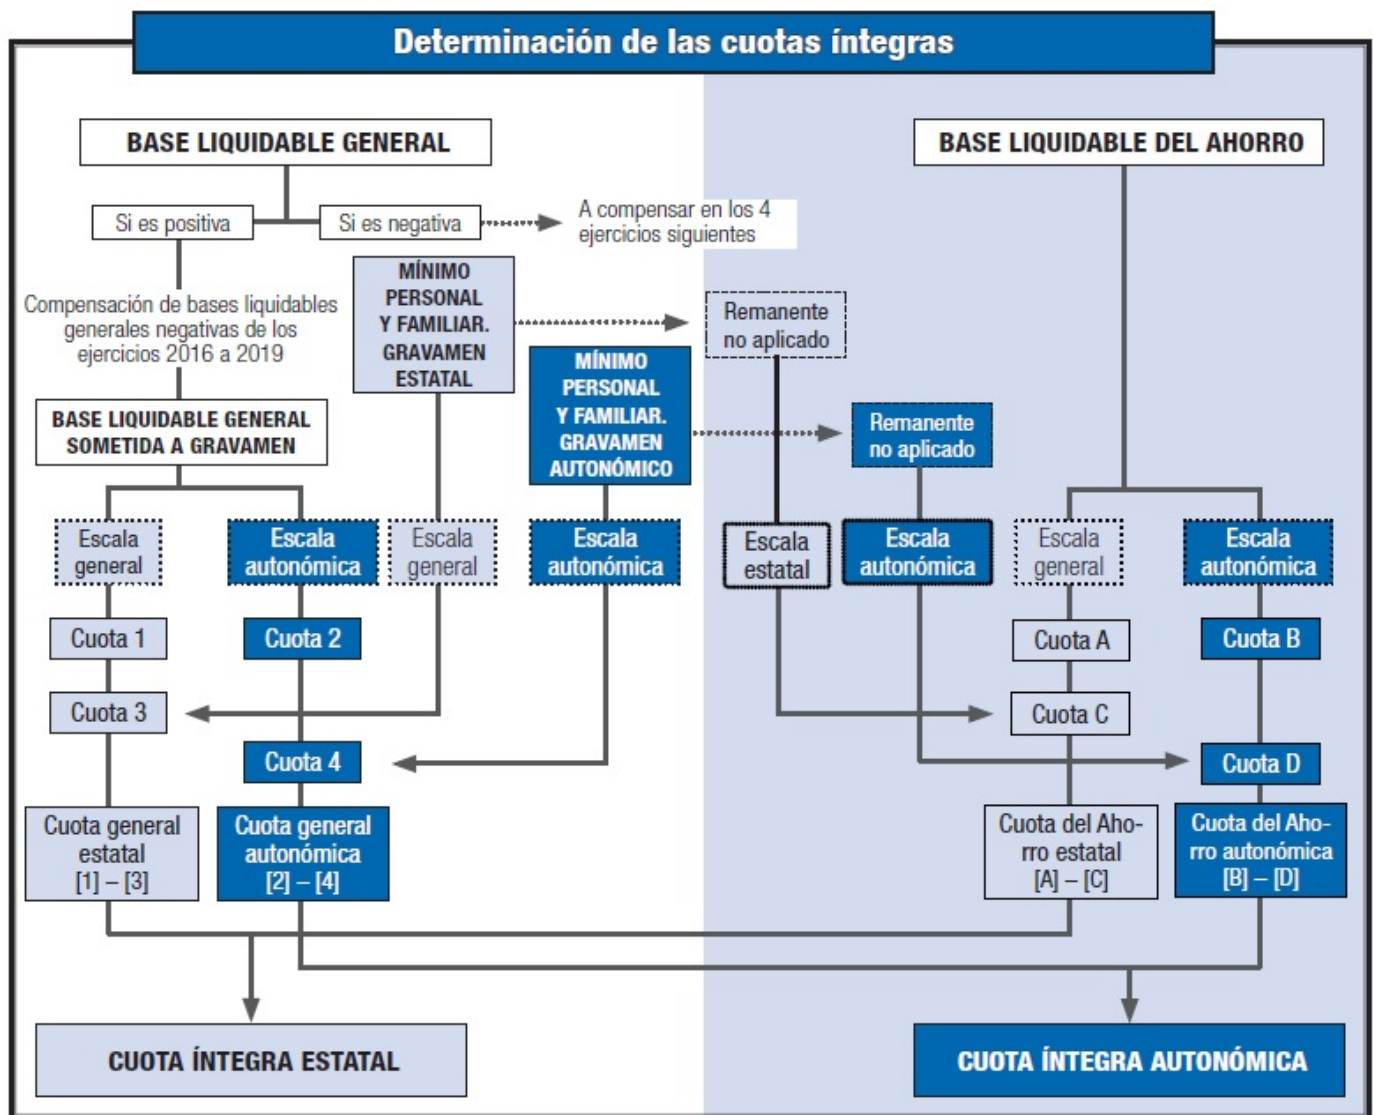 Determinación de las cuotas íntegras
BASE LIQUIDABLE GENERAL
BASE LIQUIDABLE DEL AHORRO
Si es positiva
Si es negativa
A compensar en los 4
ejercicios siguientes
Compensación de bases liquidables
generales negativas de los
ejercicios 2016 a 2019
MÍNIMO
PERSONAL
Y FAMILIAR.
GRAVAMEN
ESTATAL
Remanente
no aplicado
MÍNIMO
PERSONAL
Y FAMILIAR.
GRAVAMEN
AUTONÓMICO
Remanente
no aplicado
BASE LIQUIDABLE GENERAL
SOMETIDA A GRAVAMEN
Escala
general
Escala
autonómica
Escala
general
Escala
autonómica
Escala
estatal
Escala
autonómica
Escala
general
Escala
autonómica
Cuota 1
Cuota 2
Cuota A
Cuota B
Cuota 3
Cuota C
Cuota 4
Cuota D
Cuota general
estatal
[1] – [3]
Cuota general
autonómica
[2] – [4]
Cuota del Aho-
rro estatal
[A] – [C]
Cuota del Aho-
rro autonómica
[B] – [D]
CUOTA ÍNTEGRA ESTATAL
CUOTA ÍNTEGRA AUTONÓMICA